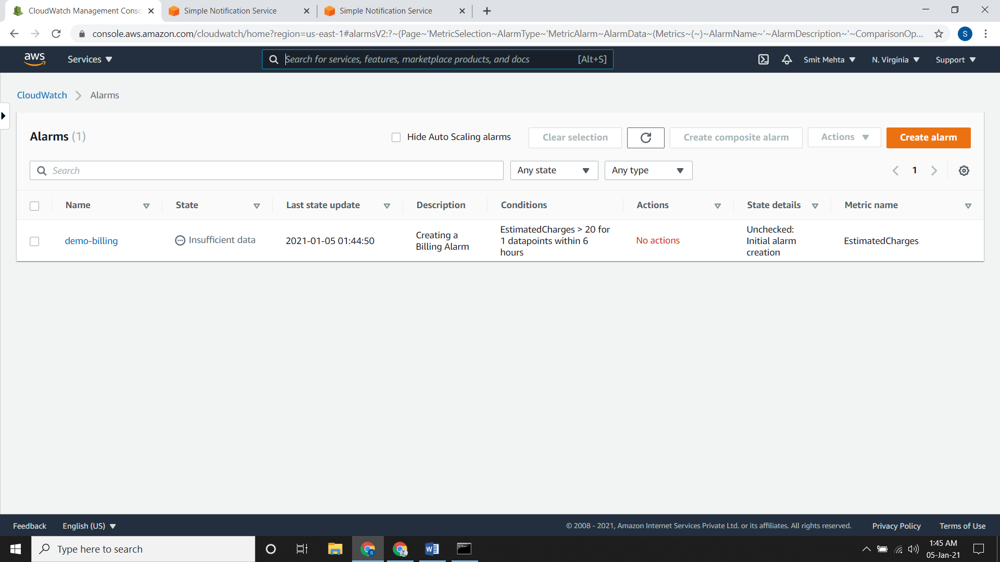 CloudWatch Management Conso
Simple Notification Service
Simple Notification Service
console.aws.amazon.com/cloudwatch/home?region=us-east-1#alarmsV2:?~(Page~'MetricSelection~AlarmType~'MetricAlarm~AlarmData~(Metrics~(~)~AlarmName~'~AlarmDescription~'~ComparisonOp...
S
aws
Services
Search for services, features, marketplace products, and docs
[Alt+S]
Smit Mehta
N. Virginia
Support
CloudWatch
Alarms
Alarms (1)
Hide Auto Scaling alarms
Clear selection
Create composite alarm
Actions
Create alarm
Search
Any state
Any type
1
Name
State
Last state update
Description
Conditions
Actions
State details
Metric name
demo-billing
Insufficient data
2021-01-05 01:44:50
Creating a
Billing Alarm
EstimatedCharges > 20 for
1 datapoints within 6
hours
No actions
Unchecked:
Initial alarm
creation
EstimatedCharges
Feedback
English (US)
© 2008 - 2021, Amazon Internet Services Private Ltd. or its affiliates. All rights reserved.
Privacy Policy
Terms of Use
Type here to search
1:45 AM
05-Jan-21